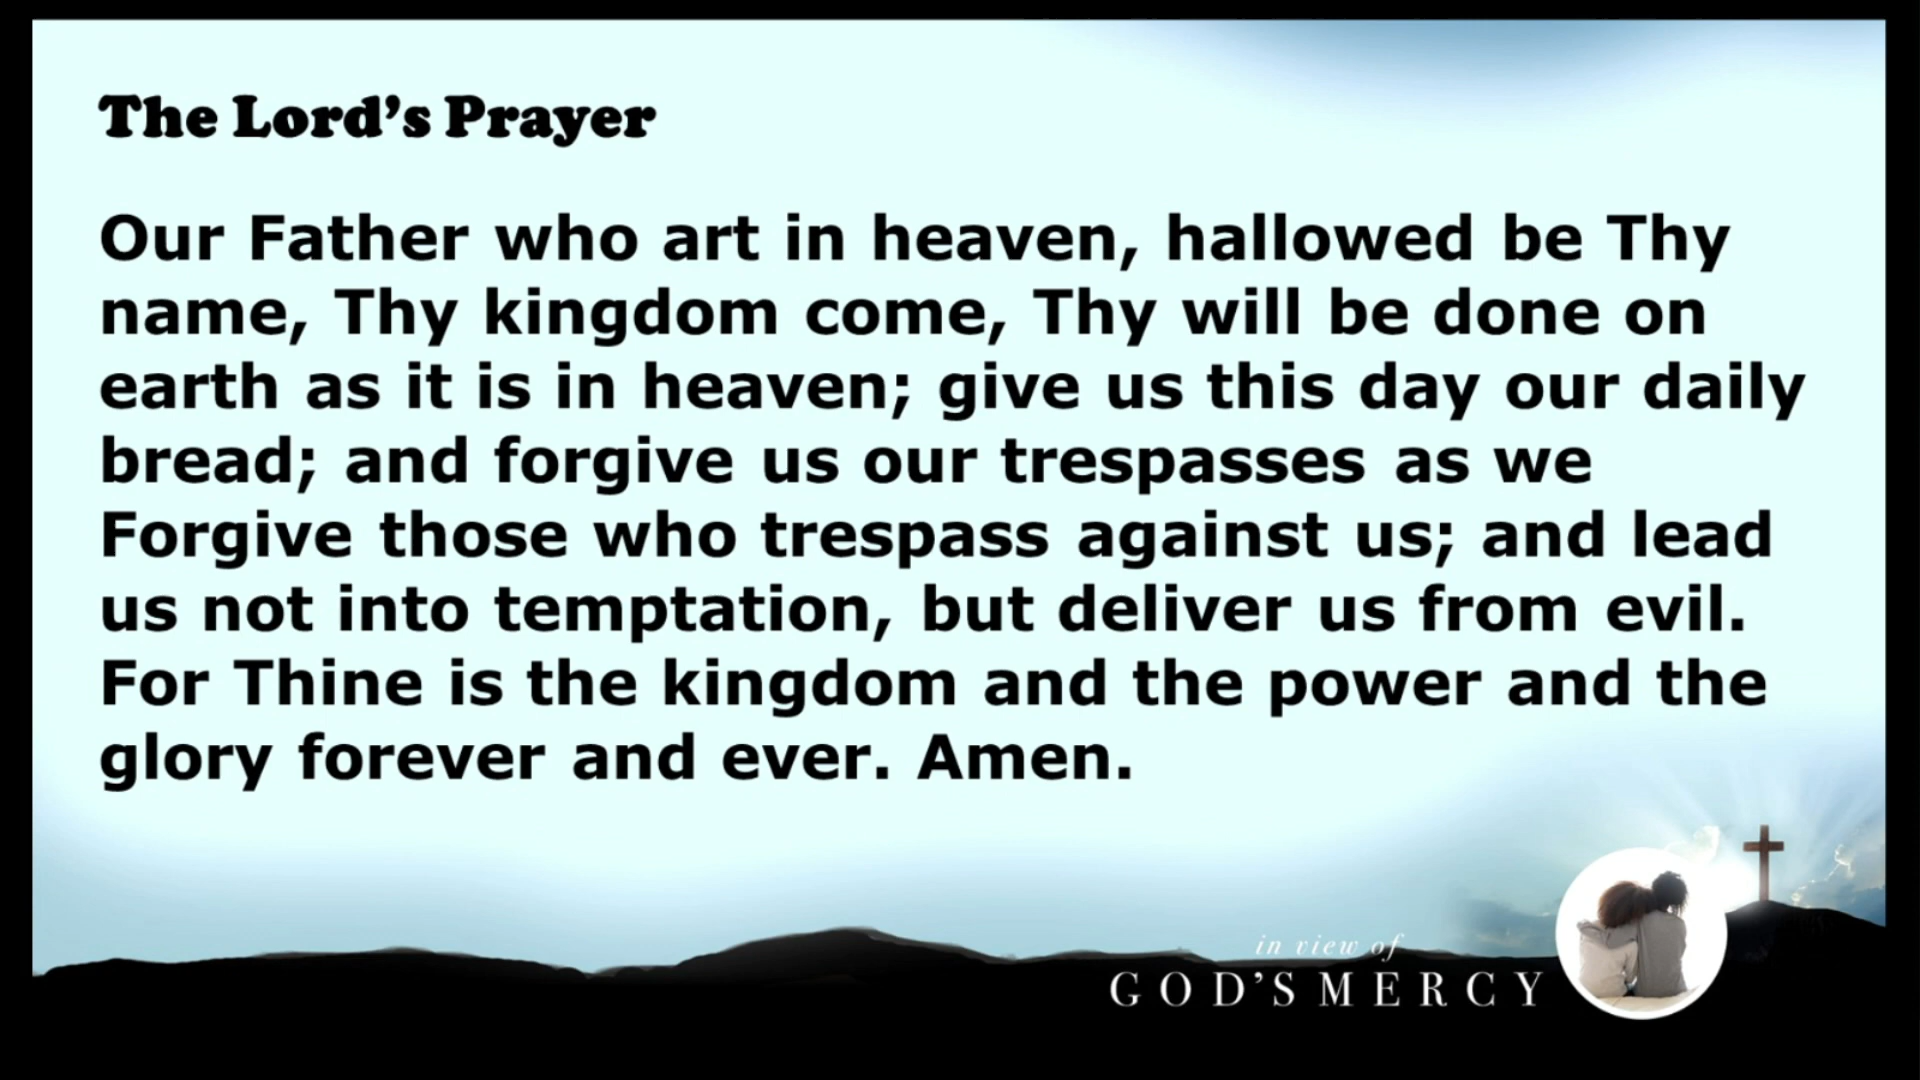 The Lord’s Prayer
Our Father who art in heaven, hallowed be Thy
name, Thy kingdom come, Thy will be done on
earth as it is in heaven; give us this day our daily
bread; and forgive us our trespasses as we
Forgive those who trespass against us; and lead
us not into temptation, but deliver us from evil.
For Thine is the kingdom and the power and the
glory forever and ever. Amen.
in view of
GOD’S MERCY